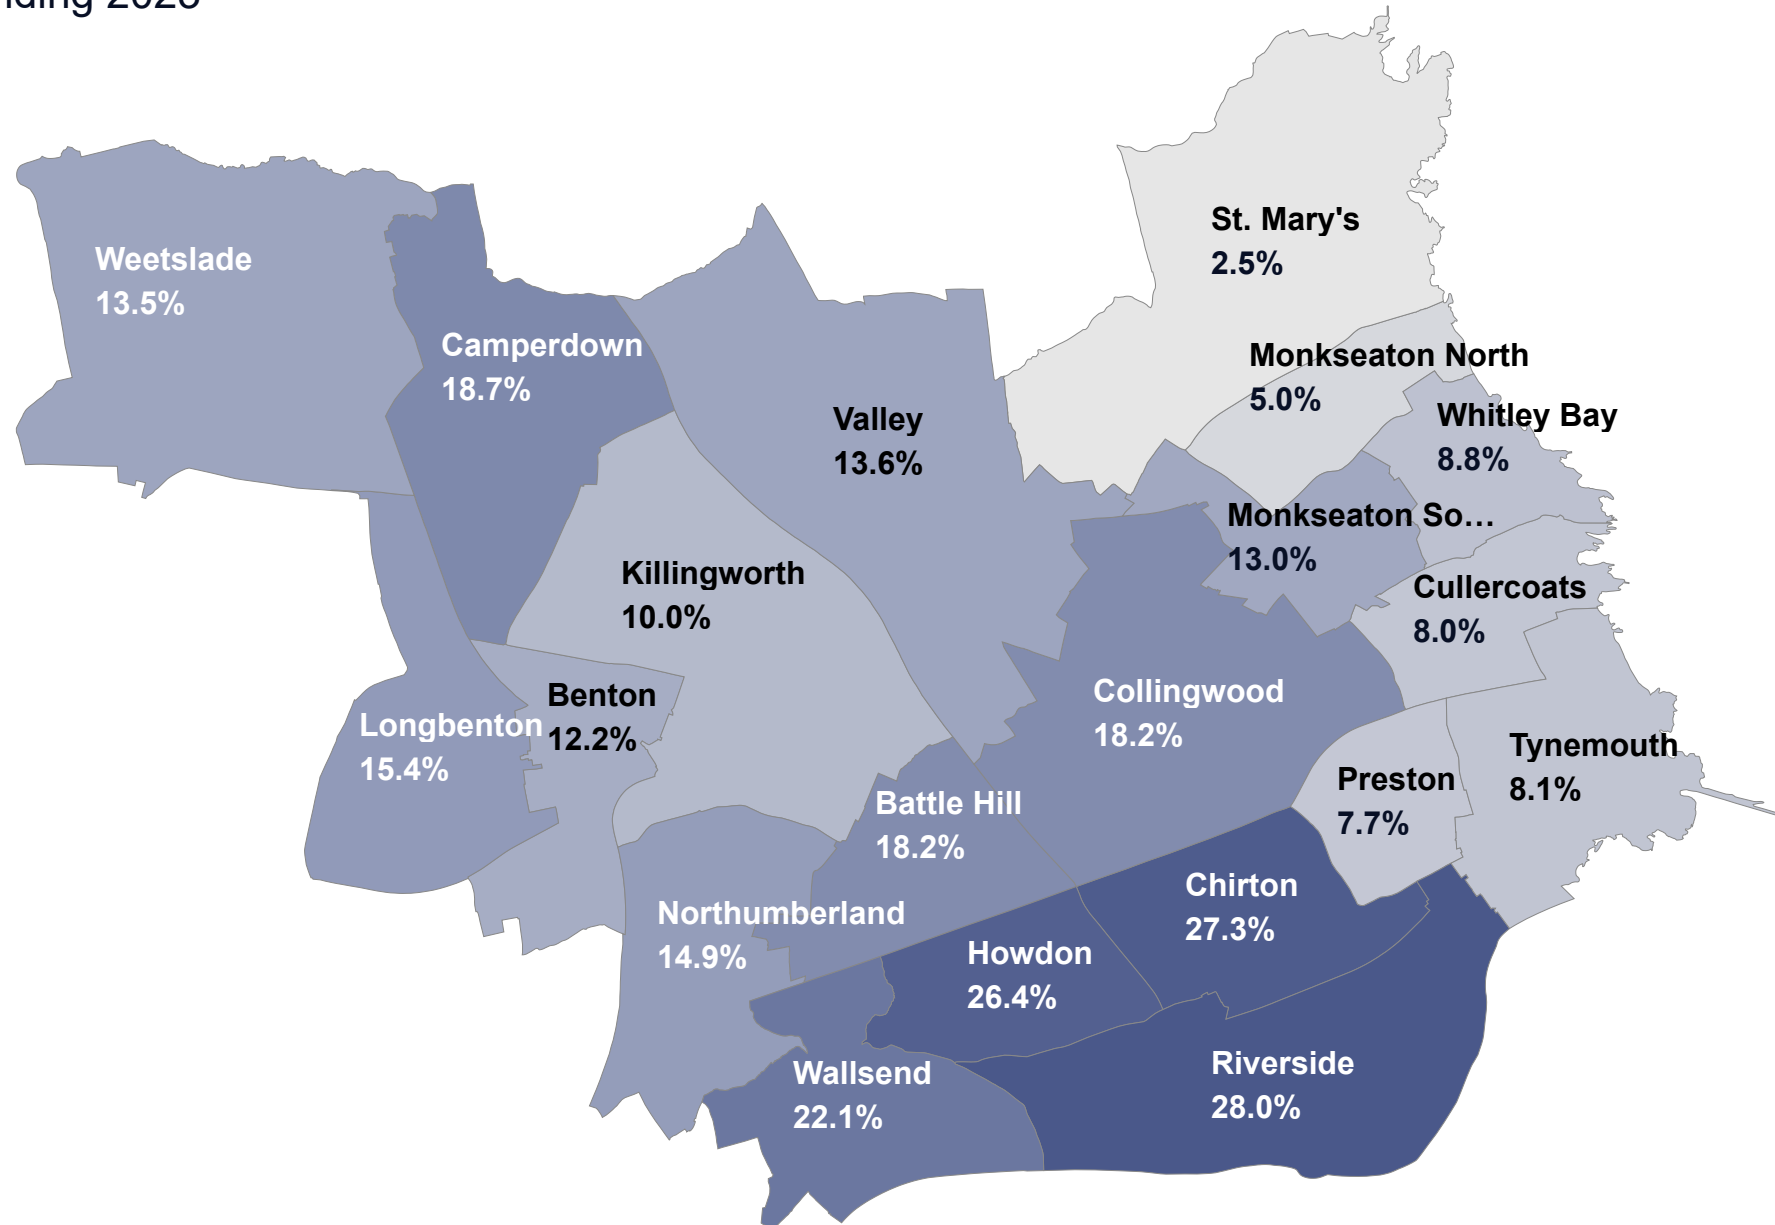 St. Mary's
2.5%
Weetslade
13.5%
Camperdown
18.7%
Monkseaton North
5.0%
Valley
13.6%
Whitley Bay
8.8%
Monkseaton So…
13.0%
Killingworth
10.0%
Cullercoats
8.0%
Benton
12.2%
Collingwood
18.2%
Longbenton
15.4%
Tynemouth
8.1%
Preston
7.7%
Battle Hill
18.2%
Chirton
27.3%
Northumberland
14.9%
Howdon
26.4%
Riverside
28.0%
Wallsend
22.1%